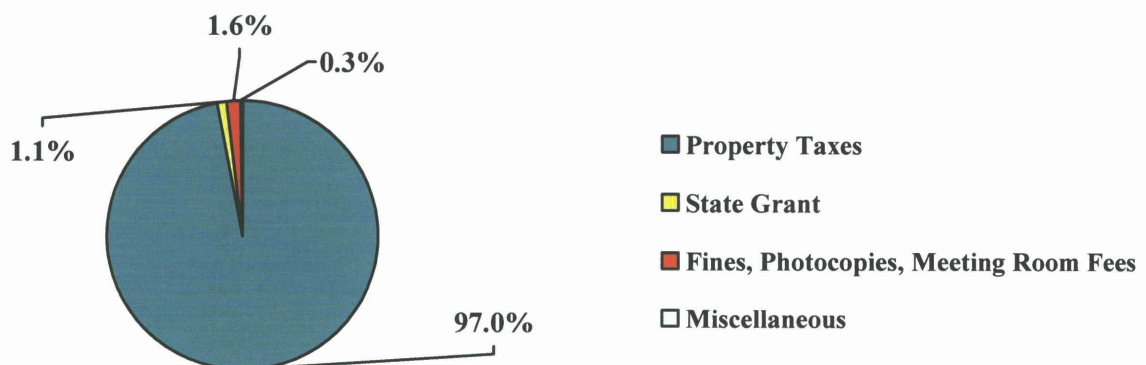 1.6%
0.3%
1.1%
97.0%
Property Taxes
State Grant
Fines, Photocopies, Meeting Room Fees
Miscellaneous